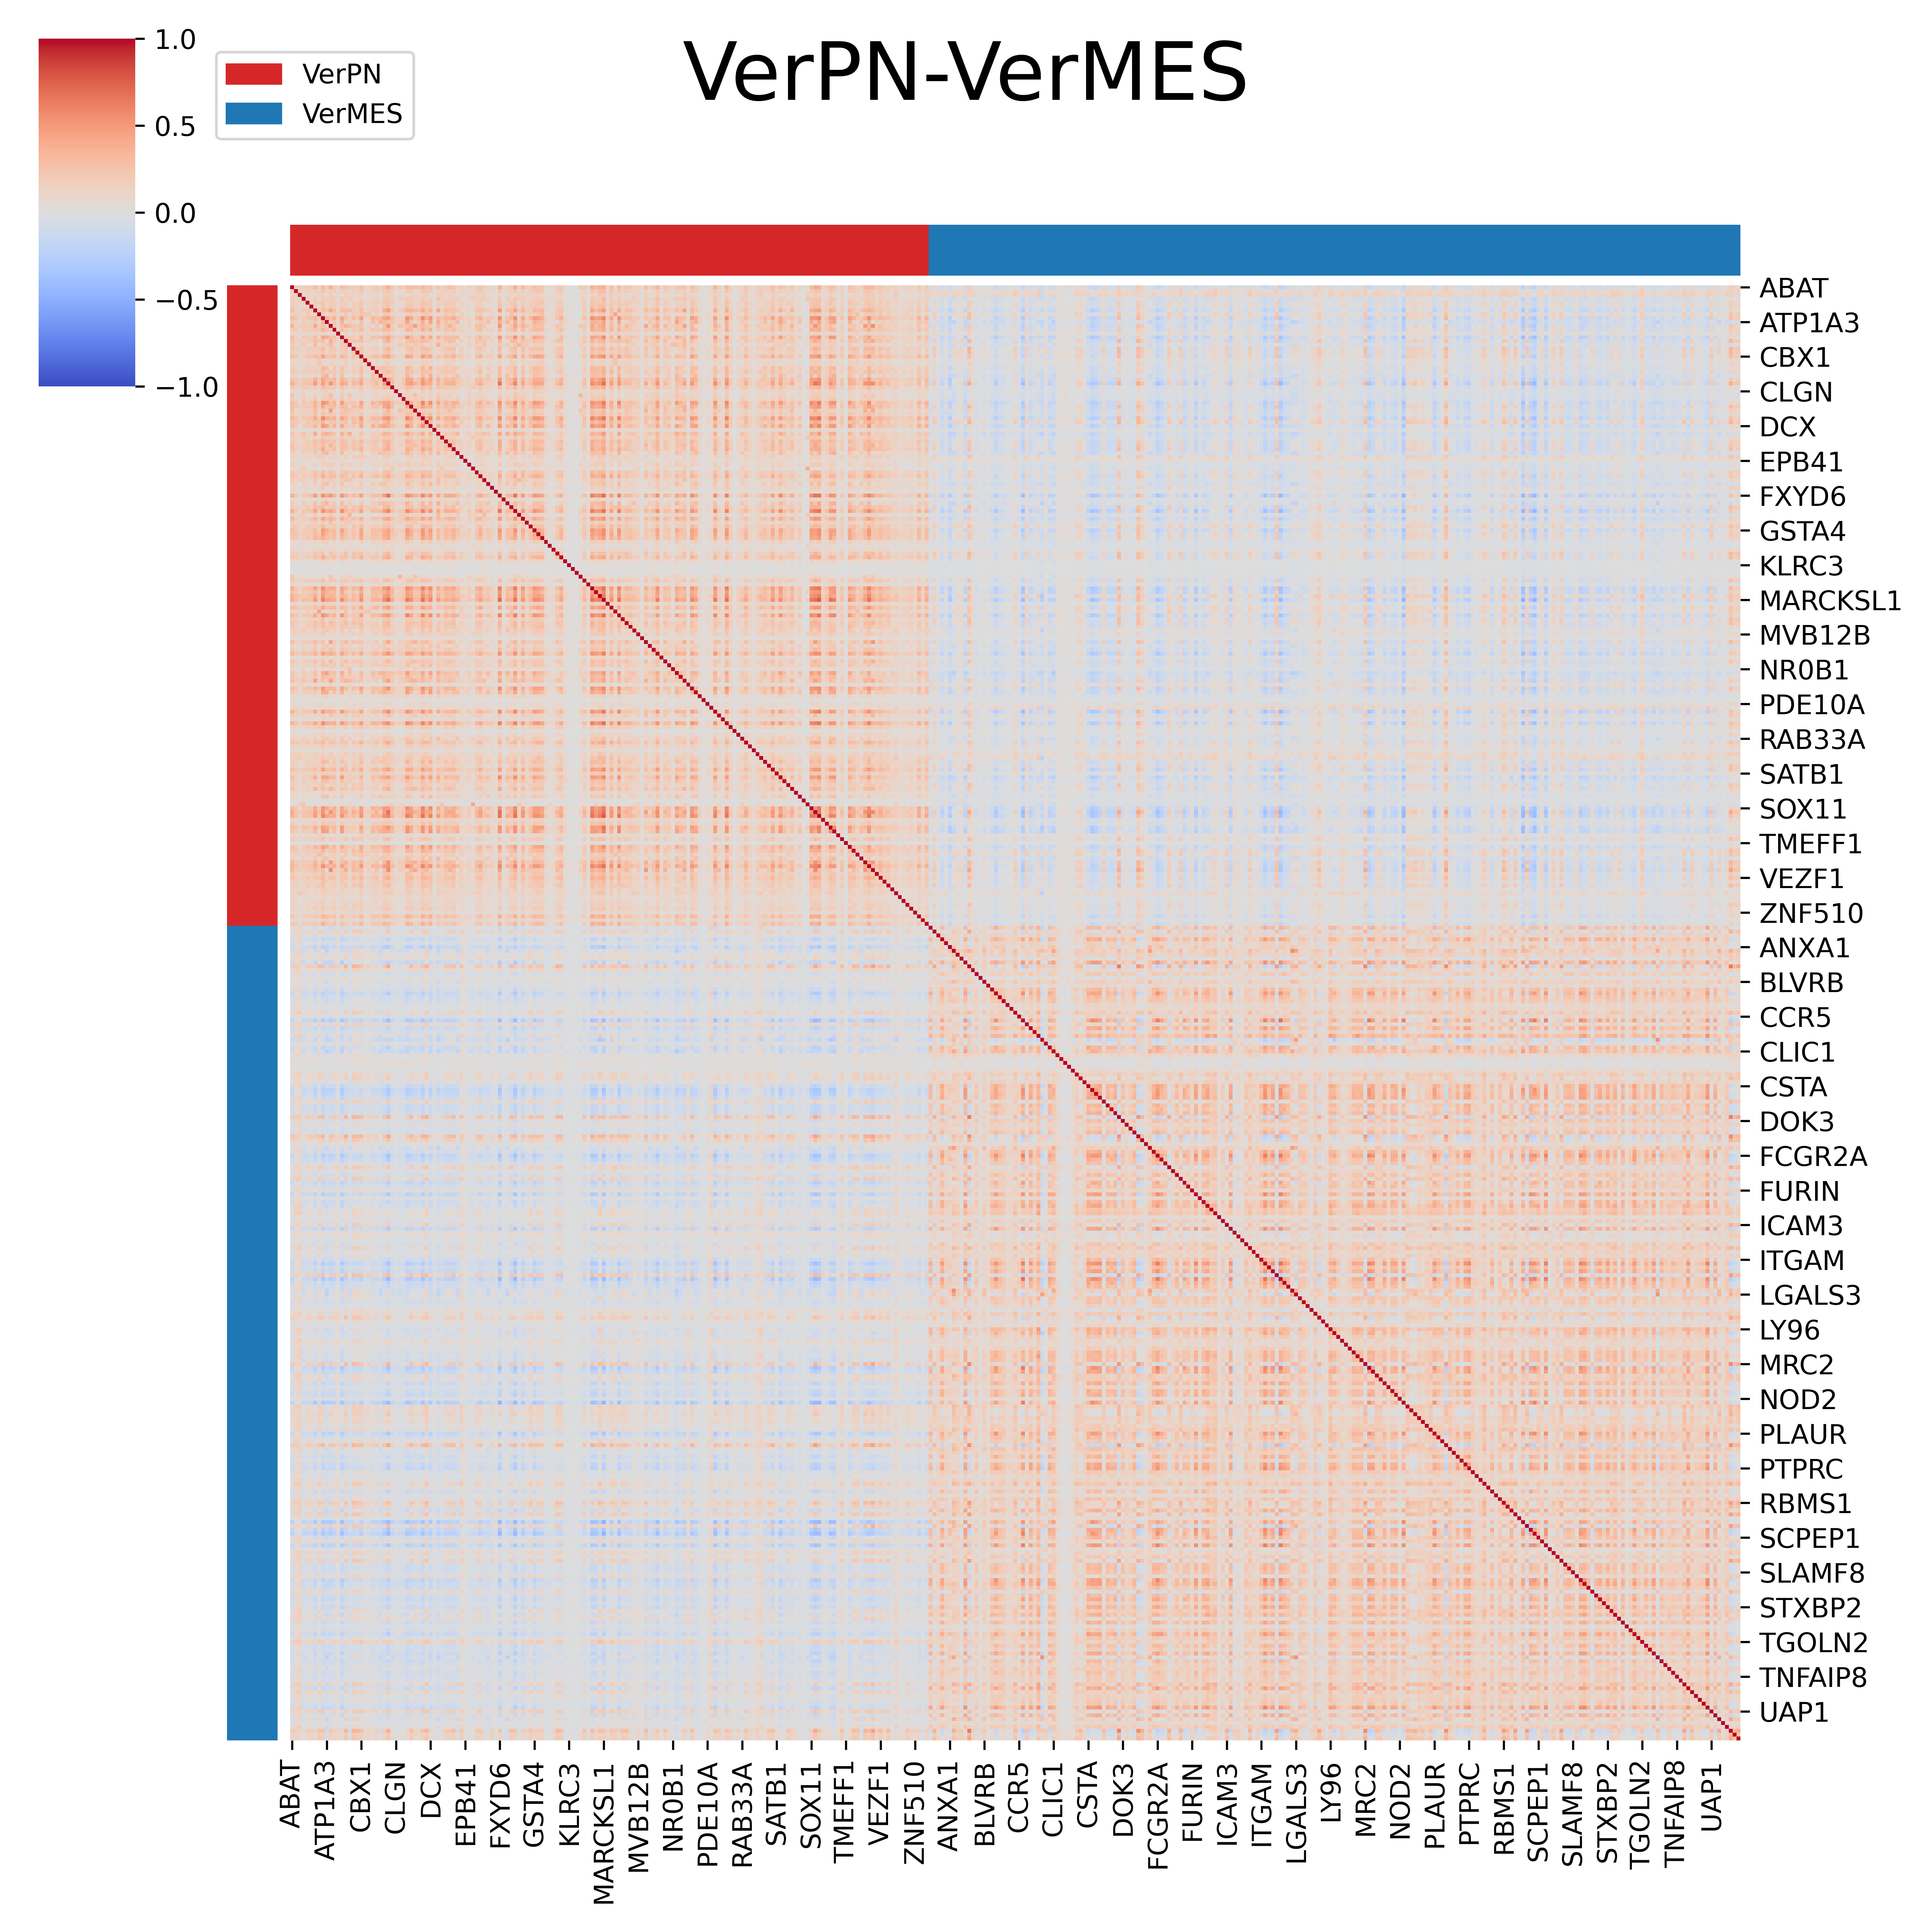 VerPN-VerMES
1.0
0.5
0.0
−0.5
−1.0
VerPN
VerMES
ABAT
ATP1A3
CBX1
CLGN
DCX
EPB41
FXYD6
GSTA4
KLRC3
MARCKSL1
MVB12B
NR0B1
PDE10A
RAB33A
SATB1
SOX11
TMEFF1
VEZF1
ZNF510
ANXA1
BLVRB
CCR5
CLIC1
CSTA
DOK3
FCGR2A
FURIN
ICAM3
ITGAM
LGALS3
LY96
MRC2
NOD2
PLAUR
PTPRC
RBMS1
SCPEP1
SLAMF8
STXBP2
TGOLN2
TNFAIP8
UAP1
ABAT
ATP1A3
CBX1
CLGN
DCX
EPB41
FXYD6
GSTA4
KLRC3
MARCKSL1
MVB12B
NR0B1
PDE10A
RAB33A
SATB1
SOX11
TMEFF1
VEZF1
ZNF510
ANXA1
BLVRB
CCR5
CLIC1
CSTA
DOK3
FCGR2A
FURIN
ICAM3
ITGAM
LGALS3
LY96
MRC2
NOD2
PLAUR
PTPRC
RBMS1
SCPEP1
SLAMF8
STXBP2
TGOLN2
TNFAIP8
UAP1